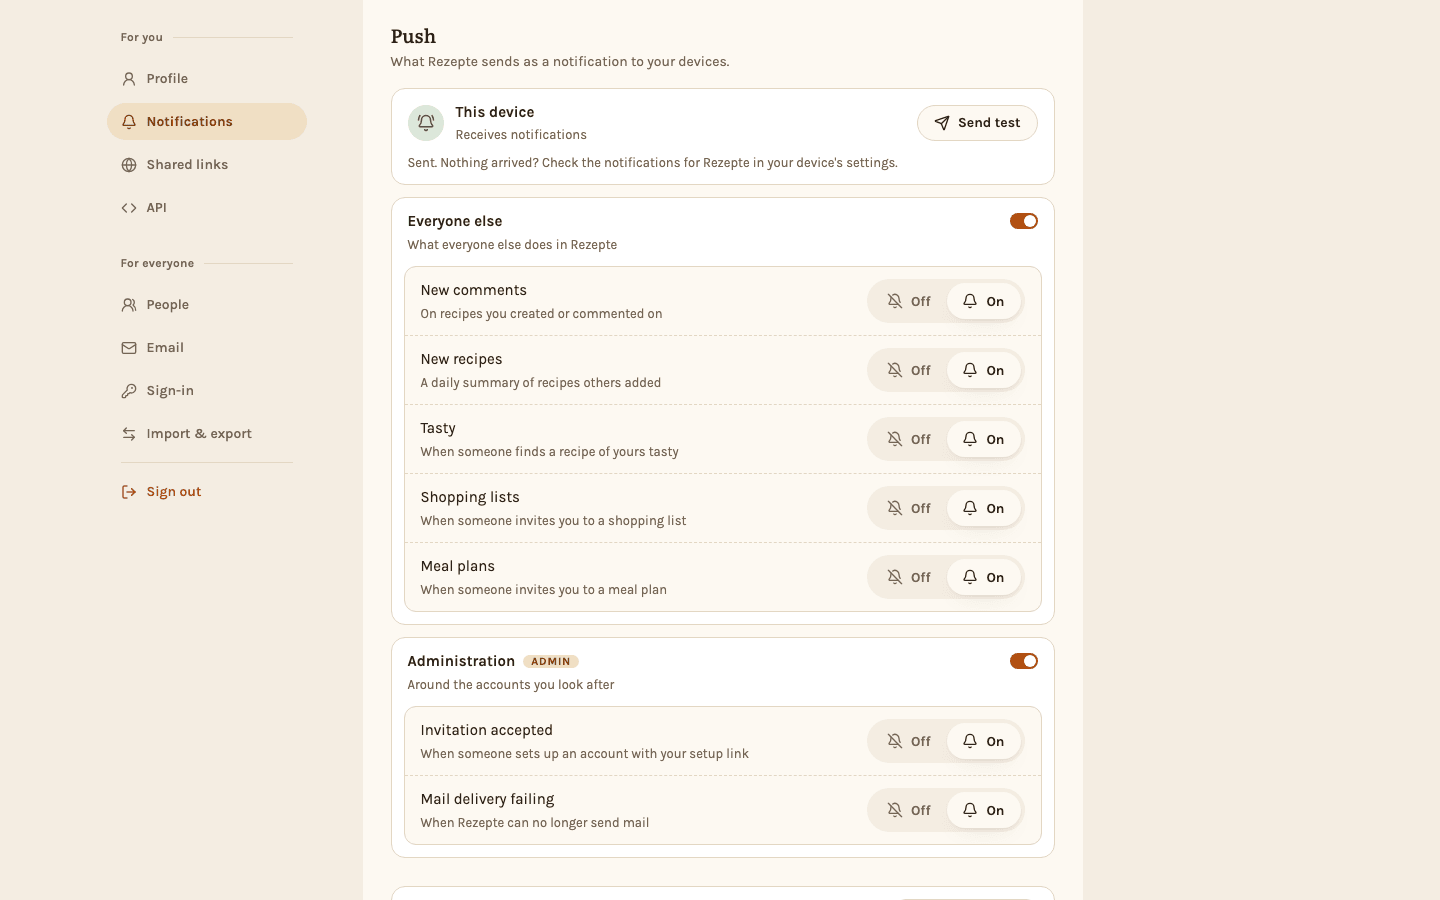 For you
Profile
Notifications
Shared links
API
For everyone
People
Email
Sign-in
Import & export
Sign out
Push
What Rezepte sends as a notification to your devices.
This device
Receives notifications
Send test
Sent. Nothing arrived? Check the notifications for Rezepte in your device's settings.
Everyone else
What everyone else does in Rezepte
New comments
On recipes you created or commented on
Off On
New recipes
A daily summary of recipes others added
Off On
Tasty
When someone finds a recipe of yours tasty
Off On
Shopping lists
When someone invites you to a shopping list
Off On
Meal plans
When someone invites you to a meal plan
Off On
Administration ADMIN
Around the accounts you look after
Invitation accepted
When someone sets up an account with your setup link
Off On
Mail delivery failing
When Rezepte can no longer send mail
Off On